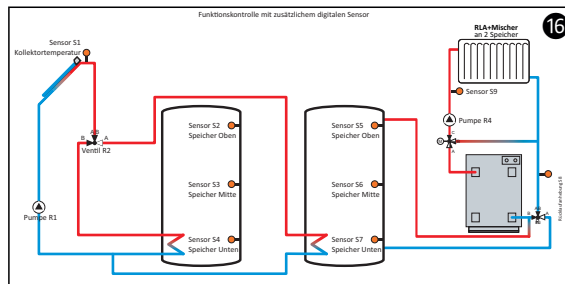 Funktionskontrolle mit zusätzlichem digitalen Sensor
16
RLA+Mischer
an 2 Speicher
Sensor S1
Kollektortemperatur
Sensor S9
Pumpe R4
AB
B
A
Ventil R2
Sensor S2
Speicher Oben
Sensor S3
Speicher Mitte
Sensor S4
Speicher Unten
Sensor S5
Speicher Oben
Sensor S6
Speicher Mitte
Sensor S7
Speicher Unten
Pumpe R1
C
A
B
AB
A